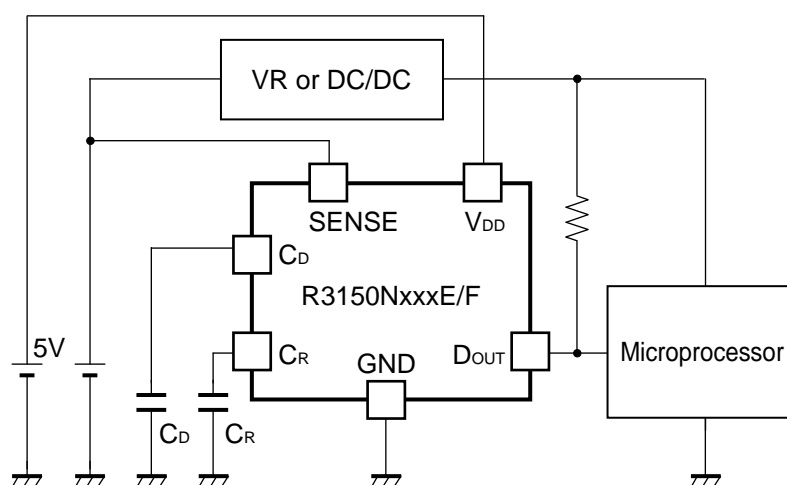 VR or DC/DC
SENSE
VDD
CD
R3150NxxxE/F
5V
CR
GND
DOUT
Microprocessor
CD
CR